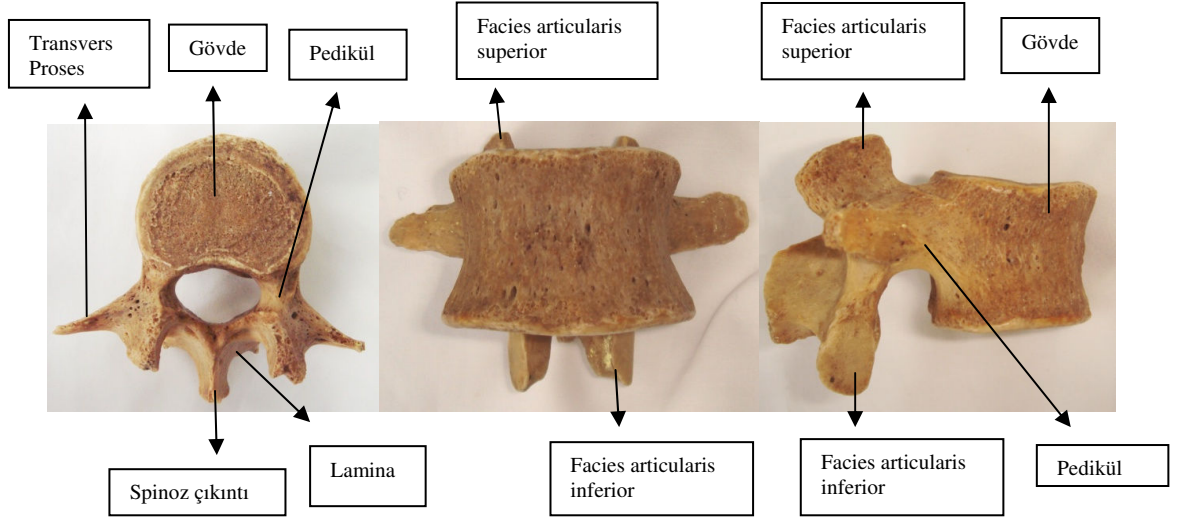 Transvers
Proses
Gövde
Pedikül
Facies articularis
superior
Facies articularis
superior
Gövde
Spinoz çıkıntı
Lamina
Facies articularis
inferior
Facies articularis
inferior
Pedikül